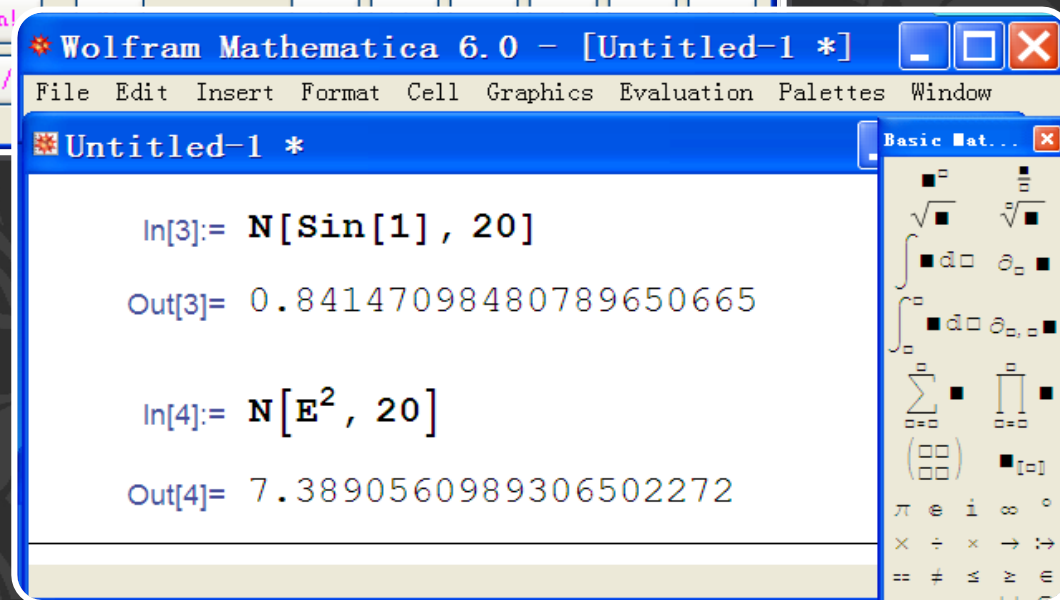 Wolfram Mathematica 6.0 - [Untitled-1 *]
File Edit Insert Format Cell Graphics Evaluation Palettes Window
Untitled-1 *
Basic Mat...
In[3]:= N[Sin[1], 20]
Out[3]= 0.84147098480789650665
In[4]:= N[E², 20]
Out[4]= 7.3890560989306502272
■□ ■/□
√■ □√■
∫■d□ ∂□ ■
∫□□■d□ ∂□,□■
∑□□=□■ ∏□□=□■
(□□□□) ■[□]
π e i ∞ °
× ÷ × → :→
== ≠ ≤ ≥ ∈